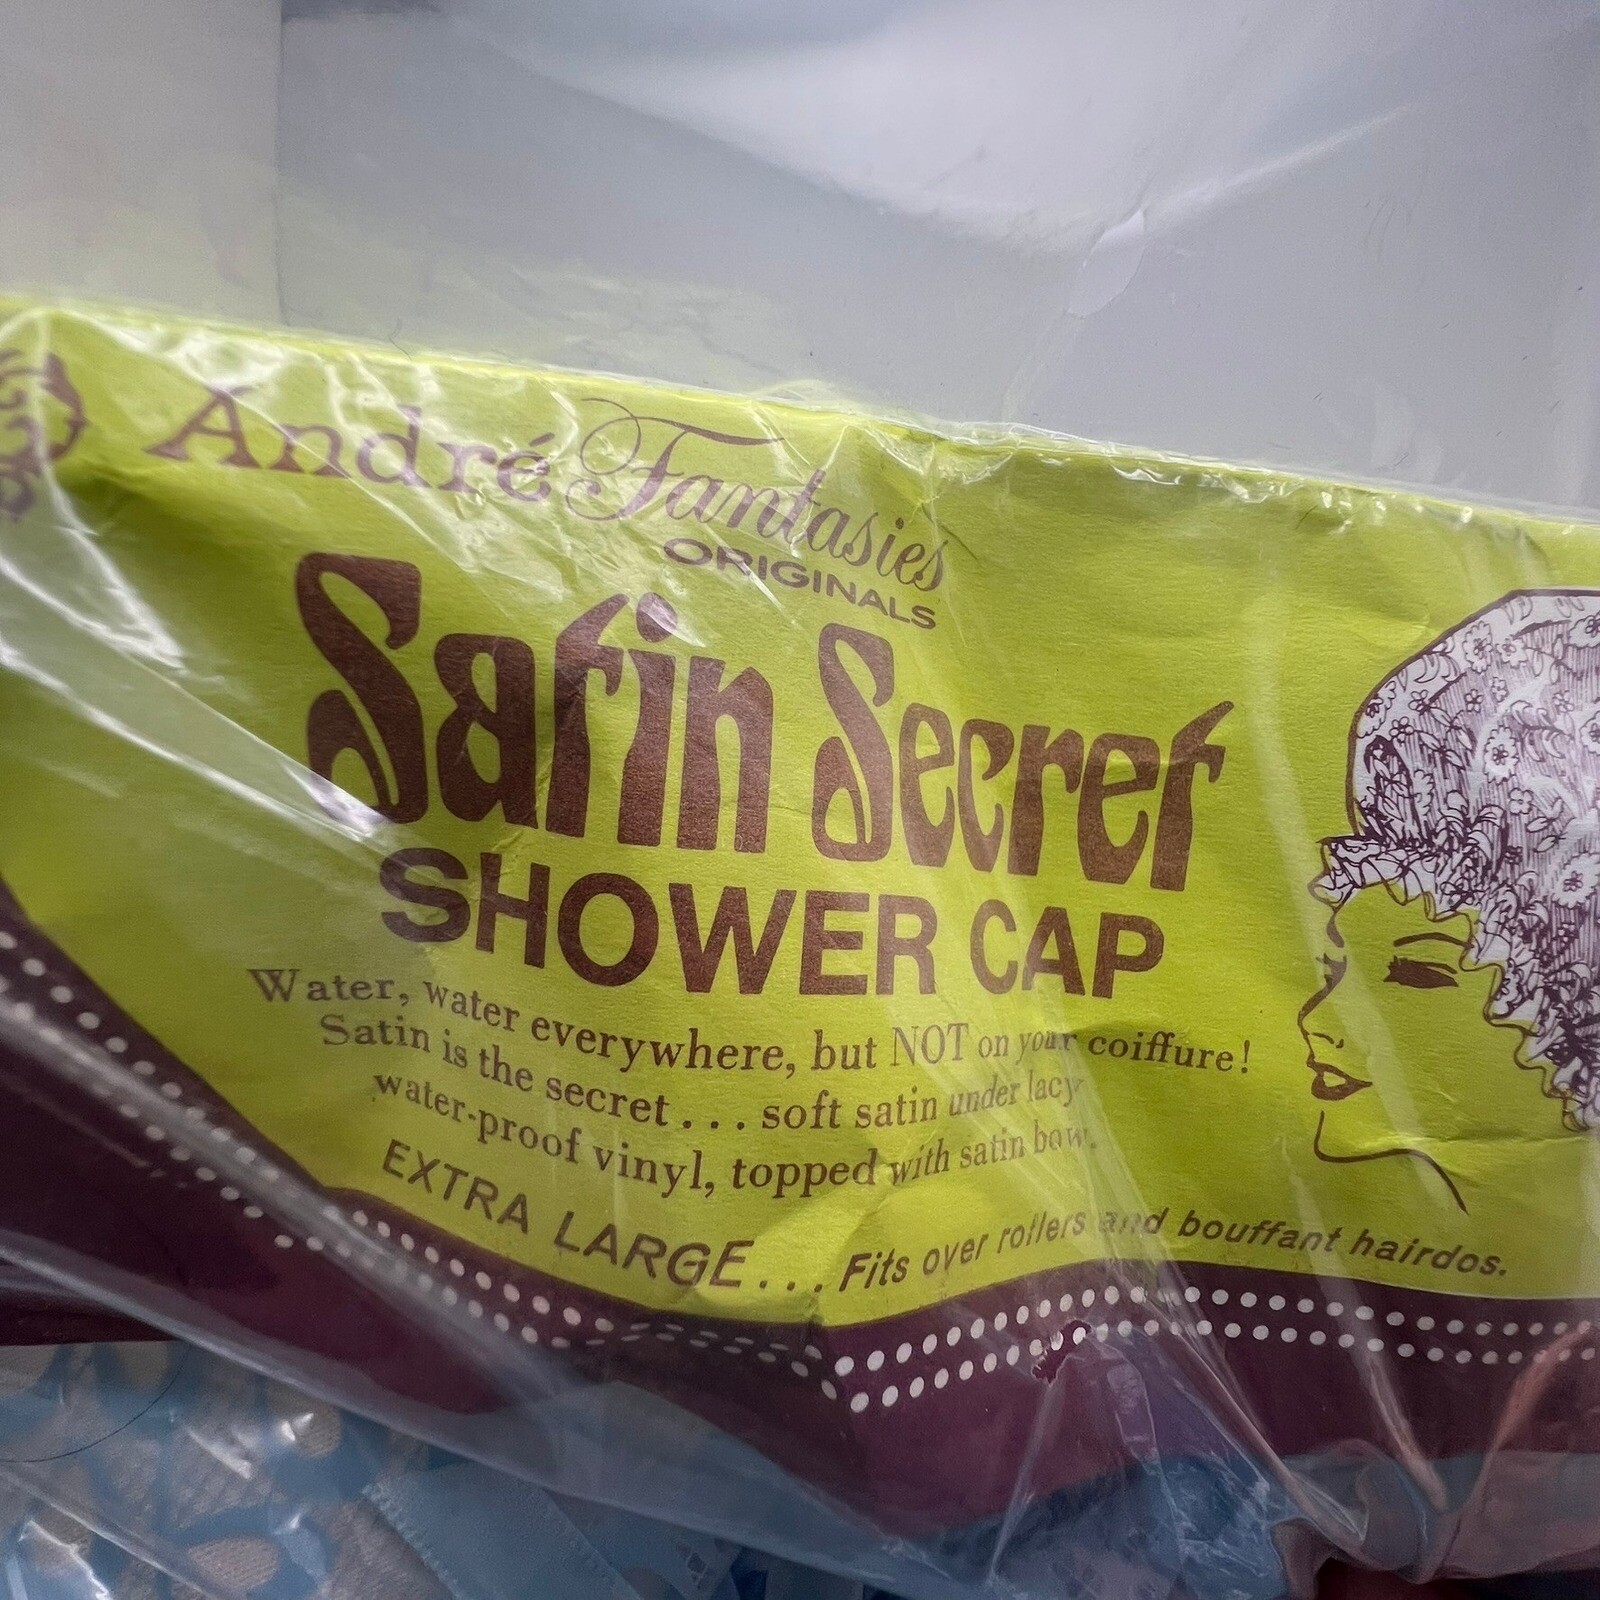 André Fantasies
ORIGINALS
Satin Secret
SHOWER CAP
Water, water everywhere, but NOT on your coiffure!
Satin is the secret . . . soft satin under lacy
water-proof vinyl, topped with satin bow.
EXTRA LARGE . . . Fits over rollers and bouffant hairdos.